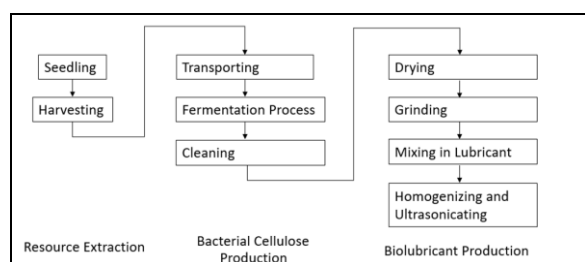 Seedling
Harvesting
Transporting
Fermentation Process
Cleaning
Drying
Grinding
Mixing in Lubricant
Homogenizing and
Ultrasonicating
Resource Extraction
Bacterial Cellulose
Production
Biolubricant Production